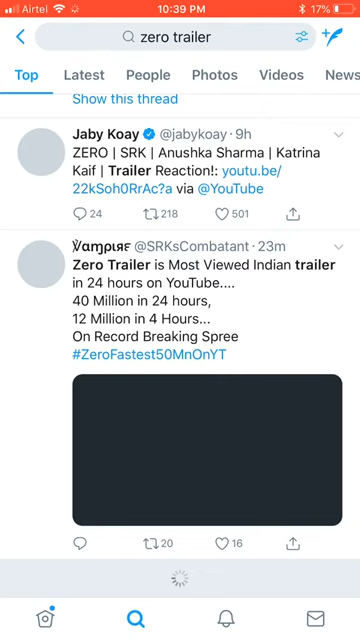 Airtel 10:39 PM 17%
zero trailer
Top Latest People Photos Videos News
Show this thread
Jaby Koay @jabykoay · 9h
ZERO | SRK | Anushka Sharma | Katrina
Kaif | Trailer Reaction!: youtu.be/
22kSoh0RrAc?a via @YouTube
24 218 501
@SRKsCombatant · 23m
Zero Trailer is Most Viewed Indian trailer
in 24 hours on YouTube....
40 Million in 24 hours,
12 Million in 4 Hours...
On Record Breaking Spree
#ZeroFastest50MnOnYT
20 16